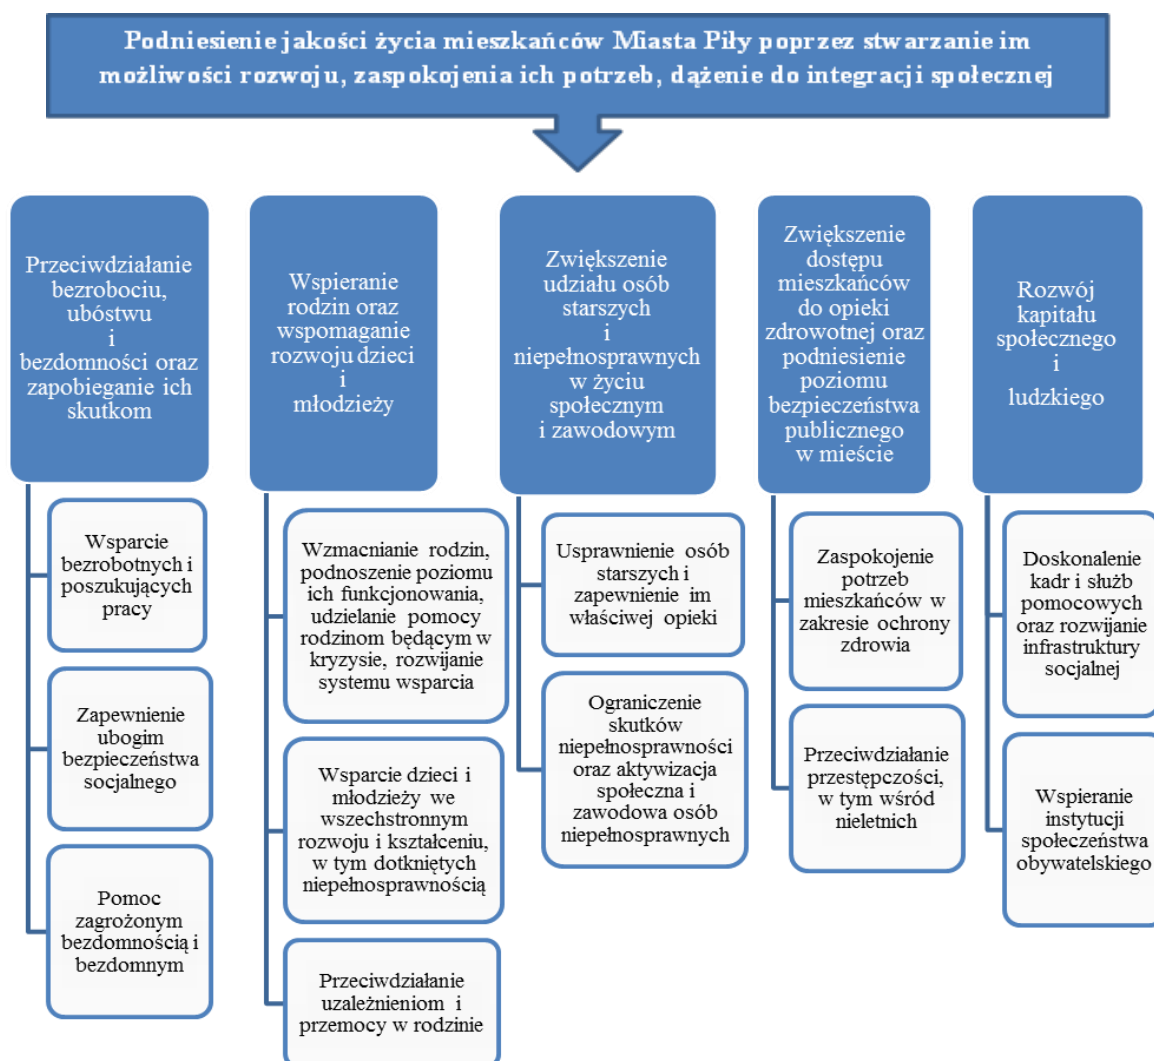 Podniesienie jakości życia mieszkańców Miasta Piły poprzez stwarzanie im
możliwości rozwoju, zaspokojenia ich potrzeb, dążenie do integracji społecznej
Przeciwdziałanie
bezrobociu,
ubóstwu
i
bezdomności oraz
zapobieganie ich
skutkom
Wsparcie
bezrobotnych i
poszukujących
pracy
Zapewnienie
ubogim
bezpieczeństwa
socjalnego
Pomoc
zagrożonym
bezdomnością i
bezdomnym
Wspieranie
rodzin oraz
wspomaganie
rozwoju dzieci
i
młodzieży
Wzmacnianie rodzin,
podnoszenie poziomu
ich funkcjonowania,
udzielanie pomocy
rodzinom będącym w
kryzysie, rozwijanie
systemu wsparcia
Wsparcie dzieci i
młodzieży we
wszechstronnym
rozwoju i kształceniu,
w tym dotkniętych
niepełnosprawnością
Przeciwdziałanie
uzależnieniom i
przemocy w rodzinie
Zwiększenie
udziału osób
starszych
i
niepełnosprawnych
w życiu
społecznym
i zawodowym
Usprawnienie osób
starszych i
zapewnienie im
właściwej opieki
Ograniczenie
skutków
niepełnosprawności
oraz aktywizacja
społeczna i
zawodowa osób
niepełnosprawnych
Zwiększenie
dostępu
mieszkańców
do opieki
zdrowotnej oraz
podniesienie
poziomu
bezpieczeństwa
publicznego
w mieście
Zaspokojenie
potrzeb
mieszkańców w
zakresie ochrony
zdrowia
Przeciwdziałanie
przestępczości,
w tym wśród
nieletnich
Rozwój
kapitału
społecznego
i
ludzkiego
Doskonalenie
kadr i służb
pomocowych
oraz rozwijanie
infrastruktury
socjalnej
Wspieranie
instytucji
społeczeństwa
obywatelskiego